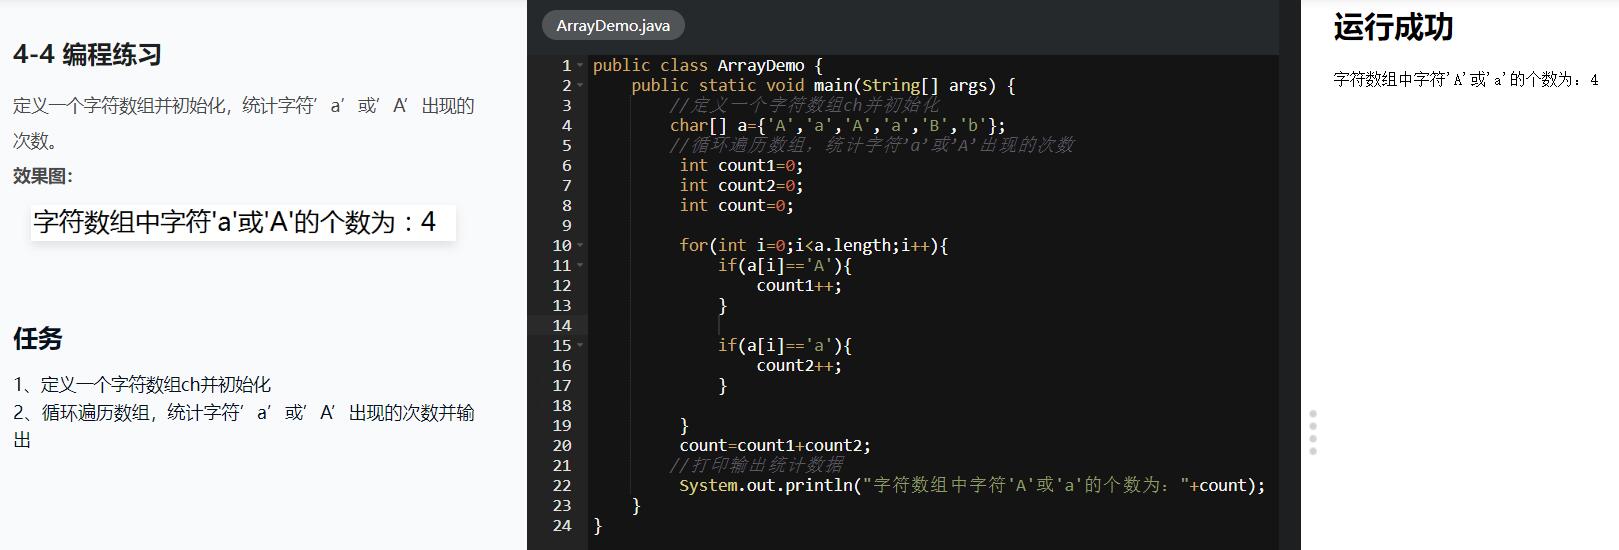 4-4 编程练习
定义一个字符数组并初始化，统计字符’a’或’A’出现的
次数。
效果图：
字符数组中字符'a'或'A'的个数为：4
任务
1、定义一个字符数组ch并初始化
2、循环遍历数组，统计字符’a’或’A’出现的次数并输
出
ArrayDemo.java
1 public class ArrayDemo {
2 public static void main(String[] args) {
3 //定义一个字符数组ch并初始化
4 char[] a={'A','a','A','a','B','b'};
5 //循环遍历数组，统计字符'a'或'A'出现的次数
6 int count1=0;
7 int count2=0;
8 int count=0;
9
10 for(int i=0;i<a.length;i++){
11 if(a[i]=='A'){
12 count1++;
13 }
14
15 if(a[i]=='a'){
16 count2++;
17 }
18
19 }
20 count=count1+count2;
21 //打印输出统计数据
22 System.out.println("字符数组中字符'A'或'a'的个数为："+count);
23 }
24 }
运行成功
字符数组中字符'A'或'a'的个数为：4